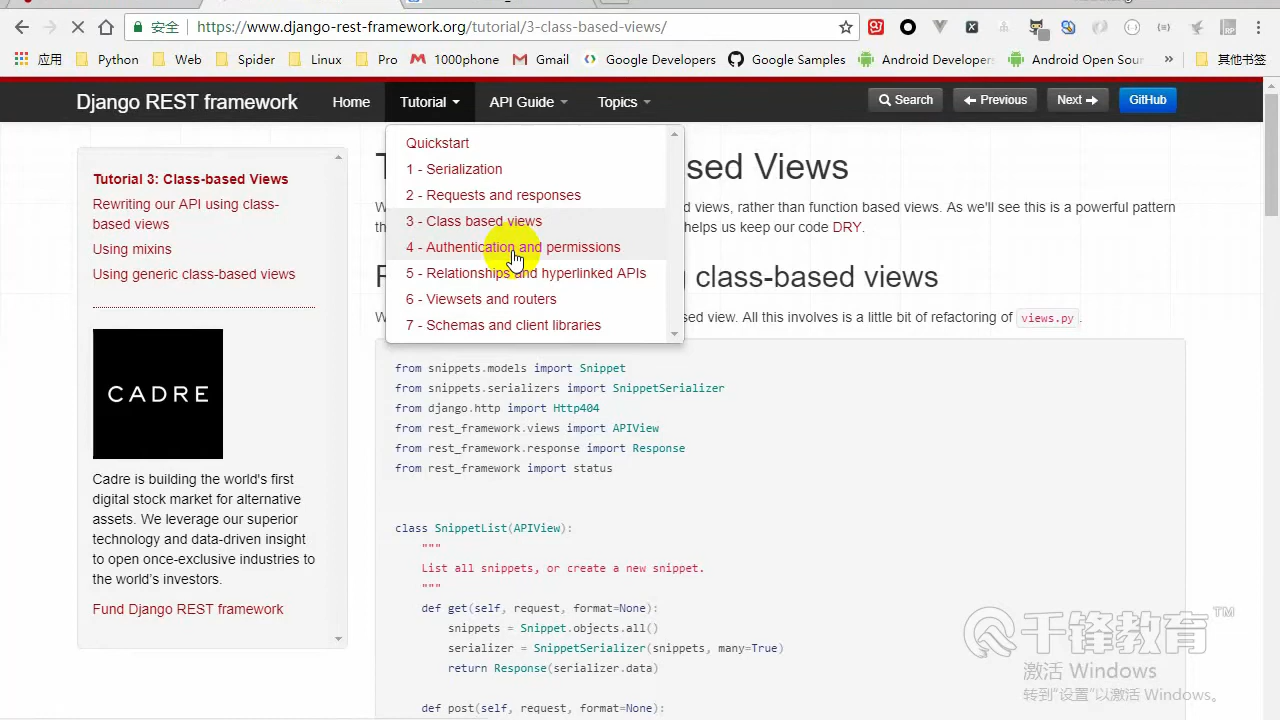 安全
https://www.django-rest-framework.org/tutorial/3-class-based-views/
应用 Python Web Spider Linux Pro 1000phone Gmail Google Developers Google Samples Android Developers Android Open Sou » 其他书签
Django REST framework Home Tutorial API Guide Topics Search Previous Next GitHub
Quickstart
1 - Serialization
2 - Requests and responses
3 - Class based views
4 - Authentication and permissions
5 - Relationships and hyperlinked APIs
6 - Viewsets and routers
7 - Schemas and client libraries
Tutorial 3: Class-based Views
Rewriting our API using class-
based views
Using mixins
Using generic class-based views
CADRE
Cadre is building the world's first
digital stock market for alternative
assets. We leverage our superior
technology and data-driven insight
to open once-exclusive industries to
the world's investors.
Fund Django REST framework
sed Views
d views, rather than function based views. As we'll see this is a powerful pattern
helps us keep our code DRY.
class-based views
ed view. All this involves is a little bit of refactoring of views.py.
from snippets.models import Snippet
from snippets.serializers import SnippetSerializer
from django.http import Http404
from rest_framework.views import APIView
from rest_framework.response import Response
from rest_framework import status
class SnippetList(APIView):
"""
List all snippets, or create a new snippet.
"""
def get(self, request, format=None):
snippets = Snippet.objects.all()
serializer = SnippetSerializer(snippets, many=True)
return Response(serializer.data)
def post(self, request, format=None):
千锋教育™
激活 Windows
转到"设置"以激活 Windows。